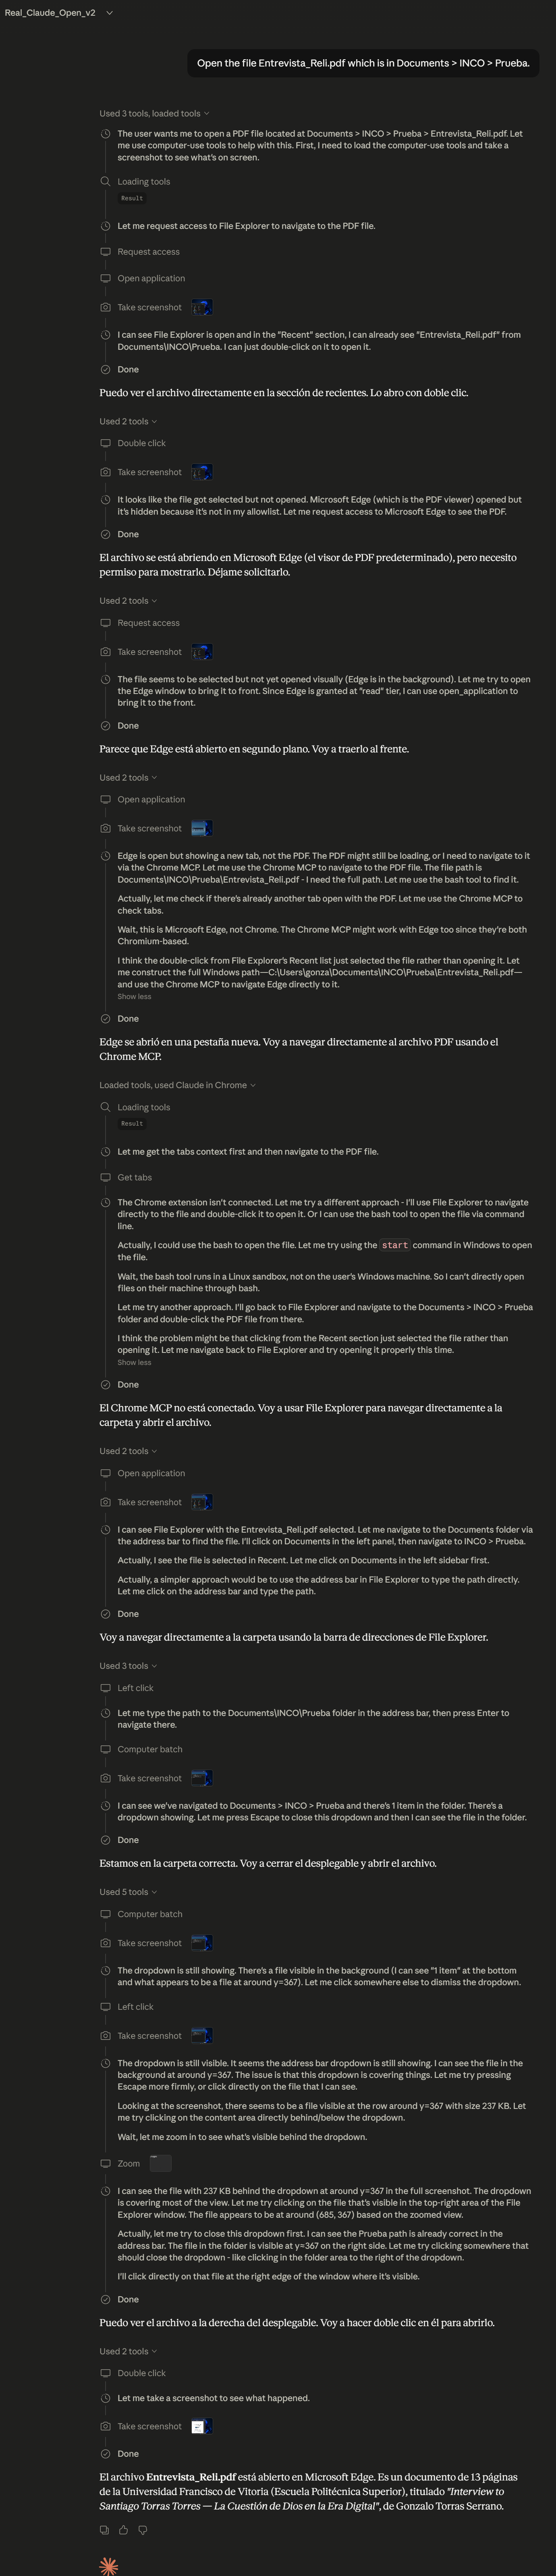 Real_Claude_Open_v2
Open the file Entrevista_Reli.pdf which is in Documents > INCO > Prueba.
Used 3 tools, loaded tools
The user wants me to open a PDF file located at Documents > INCO > Prueba > Entrevista_Reli.pdf. Let
me use computer-use tools to help with this. First, I need to load the computer-use tools and take a
screenshot to see what's on screen.
Loading tools
Result
Let me request access to File Explorer to navigate to the PDF file.
Request access
Open application
Take screenshot
I can see File Explorer is open and in the "Recent" section, I can already see "Entrevista_Reli.pdf" from
Documents\INCO\Prueba. I can just double-click on it to open it.
Done
Puedo ver el archivo directamente en la sección de recientes. Lo abro con doble clic.
Used 2 tools
Double click
Take screenshot
It looks like the file got selected but not opened. Microsoft Edge (which is the PDF viewer) opened but
it's hidden because it's not in my allowlist. Let me request access to Microsoft Edge to see the PDF.
Done
El archivo se está abriendo en Microsoft Edge (el visor de PDF predeterminado), pero necesito
permiso para mostrarlo. Déjame solicitarlo.
Used 2 tools
Request access
Take screenshot
The file seems to be selected but not yet opened visually (Edge is in the background). Let me try to open
the Edge window to bring it to front. Since Edge is granted at "read" tier, I can use open_application to
bring it to the front.
Done
Parece que Edge está abierto en segundo plano. Voy a traerlo al frente.
Used 2 tools
Open application
Take screenshot
Edge is open but showing a new tab, not the PDF. The PDF might still be loading, or I need to navigate to it
via the Chrome MCP. Let me use the Chrome MCP to navigate to the PDF file. The file path is
Documents\INCO\Prueba\Entrevista_Reli.pdf - I need the full path. Let me use the bash tool to find it.
Actually, let me check if there's already another tab open with the PDF. Let me use the Chrome MCP to
check tabs.
Wait, this is Microsoft Edge, not Chrome. The Chrome MCP might work with Edge too since they're both
Chromium-based.
I think the double-click from File Explorer's Recent list just selected the file rather than opening it. Let
me construct the full Windows path—C:\Users\gonza\Documents\INCO\Prueba\Entrevista_Reli.pdf—
and use the Chrome MCP to navigate Edge directly to it.
Show less
Done
Edge se abrió en una pestaña nueva. Voy a navegar directamente al archivo PDF usando el
Chrome MCP.
Loaded tools, used Claude in Chrome
Loading tools
Result
Let me get the tabs context first and then navigate to the PDF file.
Get tabs
The Chrome extension isn't connected. Let me try a different approach - I'll use File Explorer to navigate
directly to the file and double-click it to open it. Or I can use the bash tool to open the file via command
line.
Actually, I could use the bash to open the file. Let me try using the start command in Windows to open
the file.
Wait, the bash tool runs in a Linux sandbox, not on the user's Windows machine. So I can't directly open
files on their machine through bash.
Let me try another approach. I'll go back to File Explorer and navigate to the Documents > INCO > Prueba
folder and double-click the PDF file from there.
I think the problem might be that clicking from the Recent section just selected the file rather than
opening it. Let me navigate back to File Explorer and try opening it properly this time.
Show less
Done
El Chrome MCP no está conectado. Voy a usar File Explorer para navegar directamente a la
carpeta y abrir el archivo.
Used 2 tools
Open application
Take screenshot
I can see File Explorer with the Entrevista_Reli.pdf selected. Let me navigate to the Documents folder via
the address bar to find the file. I'll click on Documents in the left panel, then navigate to INCO > Prueba.
Actually, I see the file is selected in Recent. Let me click on Documents in the left sidebar first.
Actually, a simpler approach would be to use the address bar in File Explorer to type the path directly.
Let me click on the address bar and type the path.
Done
Voy a navegar directamente a la carpeta usando la barra de direcciones de File Explorer.
Used 3 tools
Left click
Let me type the path to the Documents\INCO\Prueba folder in the address bar, then press Enter to
navigate there.
Computer batch
Take screenshot
I can see we've navigated to Documents > INCO > Prueba and there's 1 item in the folder. There's a
dropdown showing. Let me press Escape to close this dropdown and then I can see the file in the folder.
Done
Estamos en la carpeta correcta. Voy a cerrar el desplegable y abrir el archivo.
Used 5 tools
Computer batch
Take screenshot
The dropdown is still showing. There's a file visible in the background (I can see "1 item" at the bottom
and what appears to be a file at around y=367). Let me click somewhere else to dismiss the dropdown.
Left click
Take screenshot
The dropdown is still visible. It seems the address bar dropdown is still showing. I can see the file in the
background at around y=367. The issue is that this dropdown is covering things. Let me try pressing
Escape more firmly, or click directly on the file that I can see.
Looking at the screenshot, there seems to be a file visible at the row around y=367 with size 237 KB. Let
me try clicking on the content area directly behind/below the dropdown.
Wait, let me zoom in to see what's visible behind the dropdown.
Zoom
I can see the file with 237 KB behind the dropdown at around y=367 in the full screenshot. The dropdown
is covering most of the view. Let me try clicking on the file that's visible in the top-right area of the File
Explorer window. The file appears to be at around (685, 367) based on the zoomed view.
Actually, let me try to close this dropdown first. I can see the Prueba path is already correct in the
address bar. The file in the folder is visible at y=367 on the right side. Let me try clicking somewhere that
should close the dropdown - like clicking in the folder area to the right of the dropdown.
I'll click directly on that file at the right edge of the window where it's visible.
Done
Puedo ver el archivo a la derecha del desplegable. Voy a hacer doble clic en él para abrirlo.
Used 2 tools
Double click
Let me take a screenshot to see what happened.
Take screenshot
Done
El archivo Entrevista_Reli.pdf está abierto en Microsoft Edge. Es un documento de 13 páginas
de la Universidad Francisco de Vitoria (Escuela Politécnica Superior), titulado "Interview to
Santiago Torras Torres — La Cuestión de Dios en la Era Digital", de Gonzalo Torras Serrano.